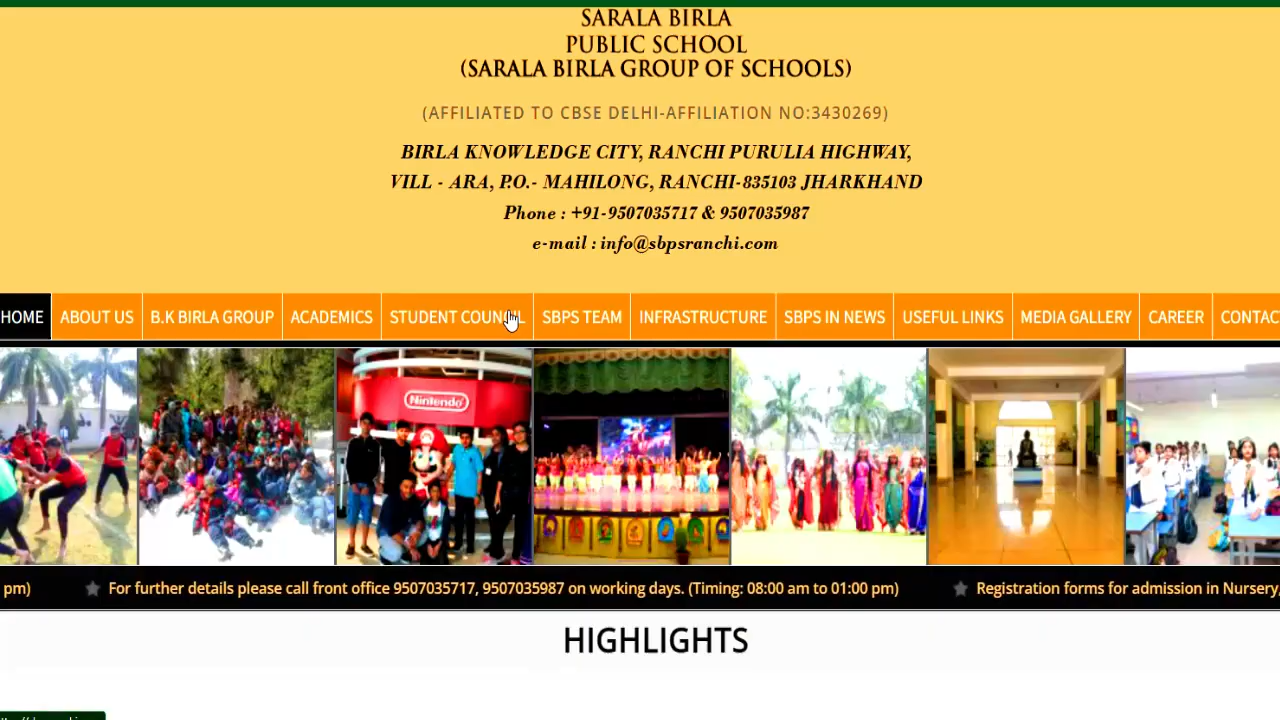 SARALA BIRLA
PUBLIC SCHOOL
(SARALA BIRLA GROUP OF SCHOOLS)
(AFFILIATED TO CBSE DELHI-AFFILIATION NO:3430269)
BIRLA KNOWLEDGE CITY, RANCHI PURULIA HIGHWAY,
VILL - ARA, P.O.- MAHILONG, RANCHI-835103 JHARKHAND
Phone : +91-9507035717 & 9507035987
e-mail : info@sbpsranchi.com
HOME ABOUT US B.K BIRLA GROUP ACADEMICS STUDENT COUNCIL SBPS TEAM INFRASTRUCTURE SBPS IN NEWS USEFUL LINKS MEDIA GALLERY CAREER CONTAC
Nintendo
pm) For further details please call front office 9507035717, 9507035987 on working days. (Timing: 08:00 am to 01:00 pm) Registration forms for admission in Nursery,
HIGHLIGHTS